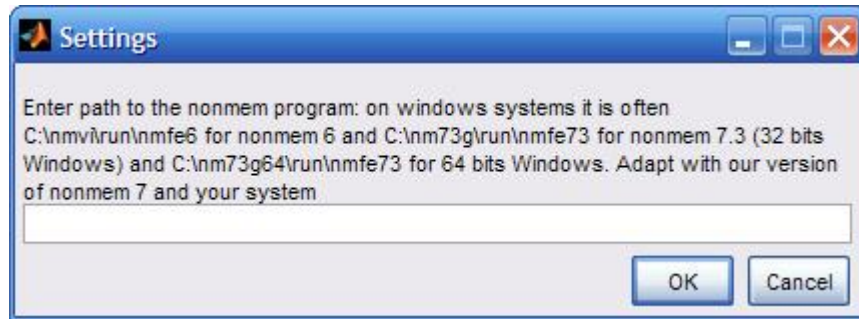 Settings
Enter path to the nonmem program: on windows systems it is often
C:\nmvi\run\nmfe6 for nonmem 6 and C:\nm73g\run\nmfe73 for nonmem 7.3 (32 bits
Windows) and C:\nm73g64\run\nmfe73 for 64 bits Windows. Adapt with our version
of nonmem 7 and your system
OK Cancel